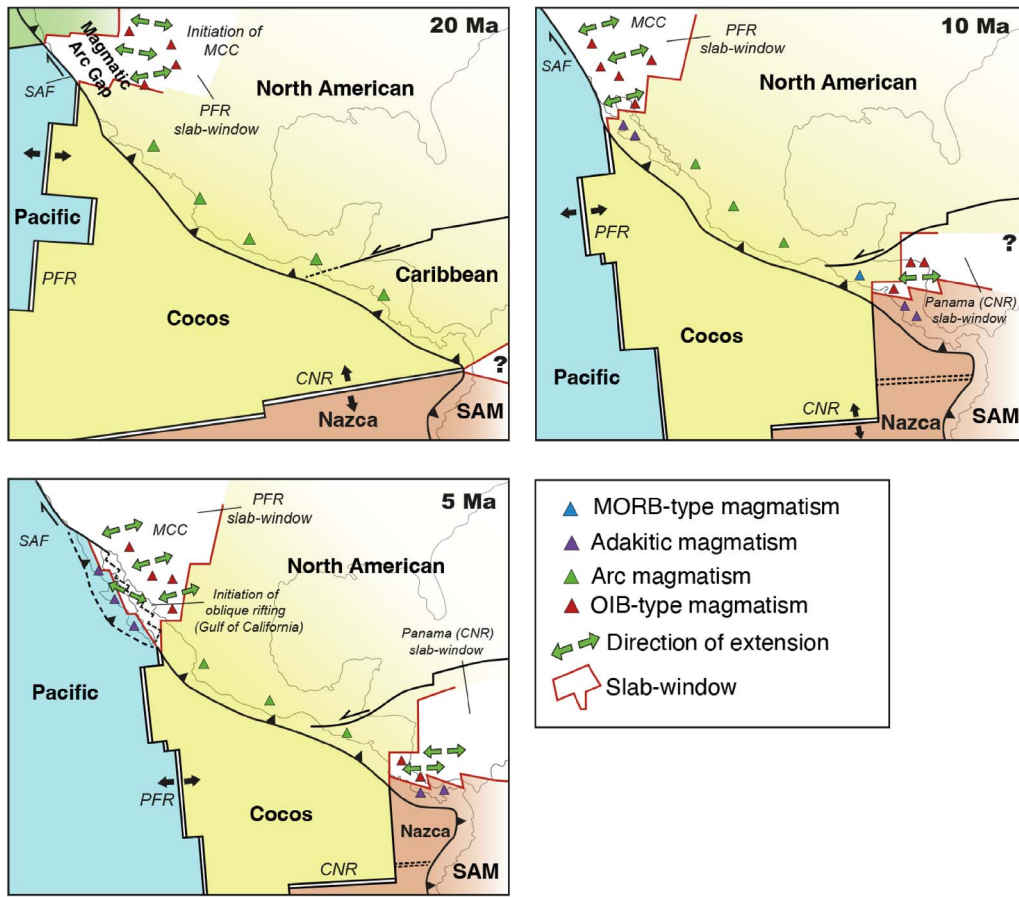 20 Ma
Initiation of
MCC
Magmatic
Arc Gap
SAF
PFR
slab-window
North American
Pacific
PFR
Caribbean
Cocos
CNR
Nazca
?
SAM
10 Ma
MCC
PFR
slab-window
SAF
North American
PFR
?
Panama (CNR)
slab-window
Cocos
Pacific
CNR
Nazca
SAM
5 Ma
PFR
slab-window
SAF
MCC
North American
Initiation of
oblique rifting
(Gulf of California)
Panama (CNR)
slab-window
Pacific
PFR
Cocos
Nazca
CNR
SAM
MORB-type magmatism
Adakitic magmatism
Arc magmatism
OIB-type magmatism
Direction of extension
Slab-window